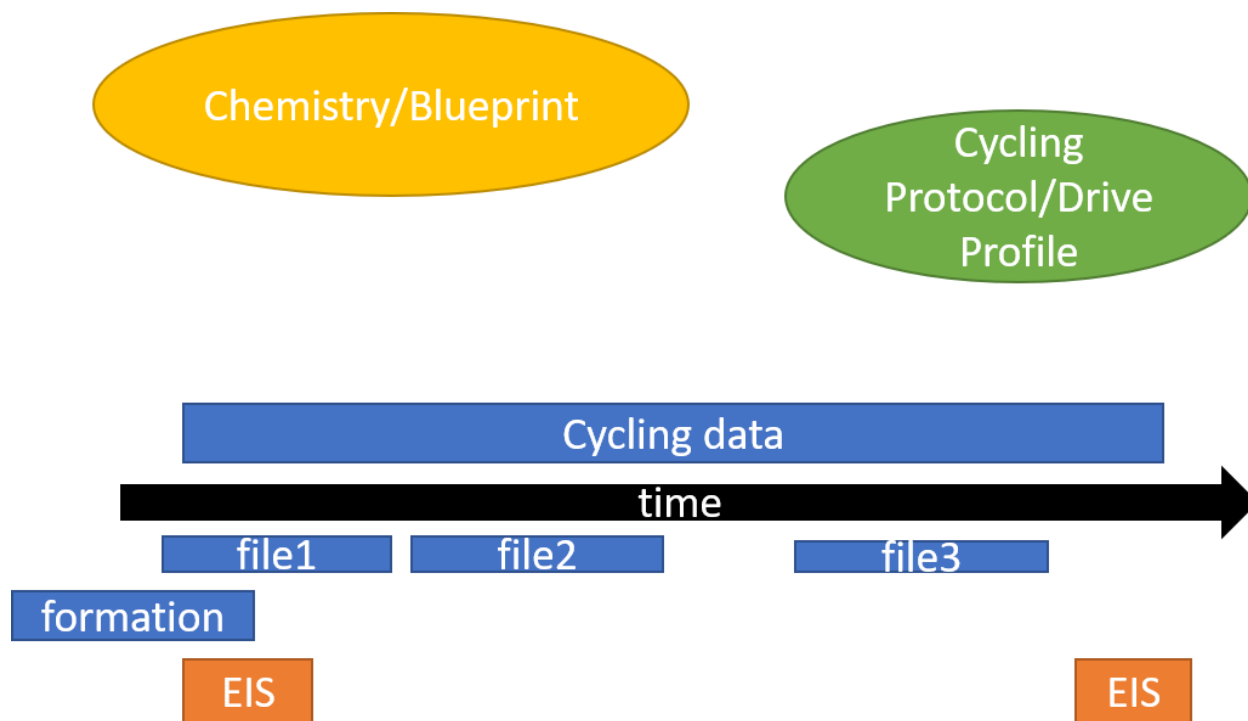 Chemistry/Blueprint
Cycling
Protocol/Drive
Profile
Cycling data
time
file1
file2
file3
formation
EIS
EIS